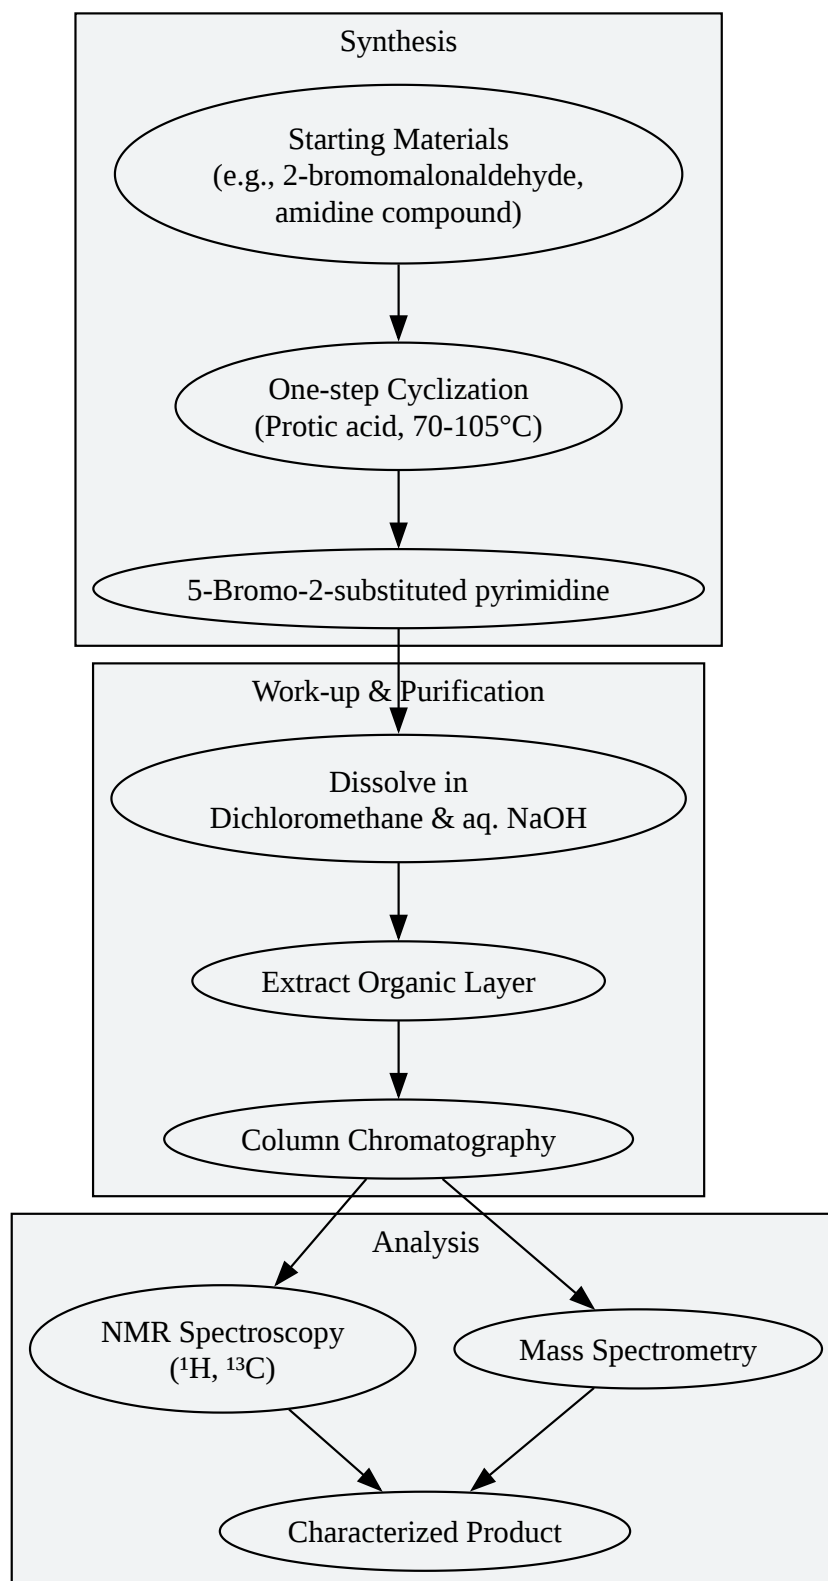 Synthesis
Starting Materials
(e.g., 2-bromomalonaldehyde,
amidine compound)
One-step Cyclization
(Protic acid, 70-105°C)
5-Bromo-2-substituted pyrimidine
Work-up & Purification
Dissolve in
Dichloromethane & aq. NaOH
Extract Organic Layer
Column Chromatography
Analysis
NMR Spectroscopy
(¹H, ¹³C)
Mass Spectrometry
Characterized Product